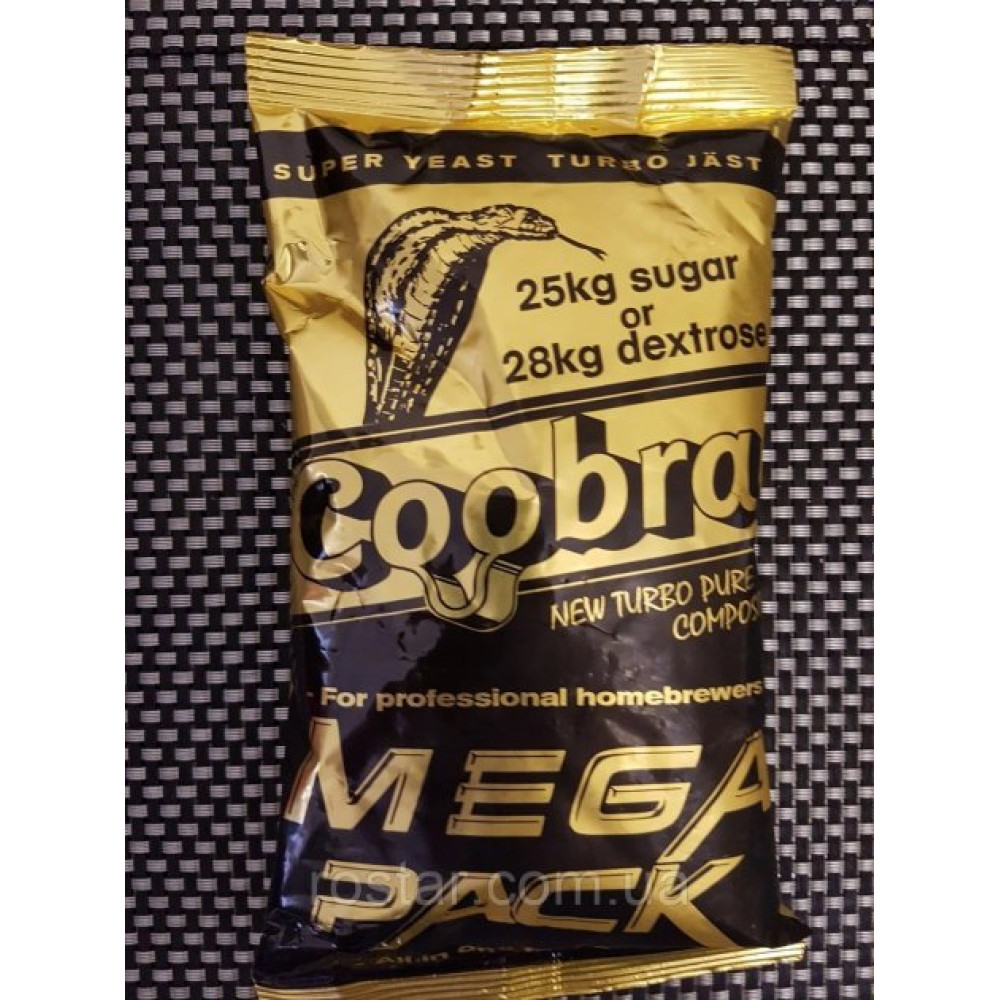 SUPER YEAST TURBO JÄST
25kg sugar
or
28kg dextrose
Coobra
NEW TURBO PURE
For professional homebrewers
MEGA
PACK
rostar.com.ua